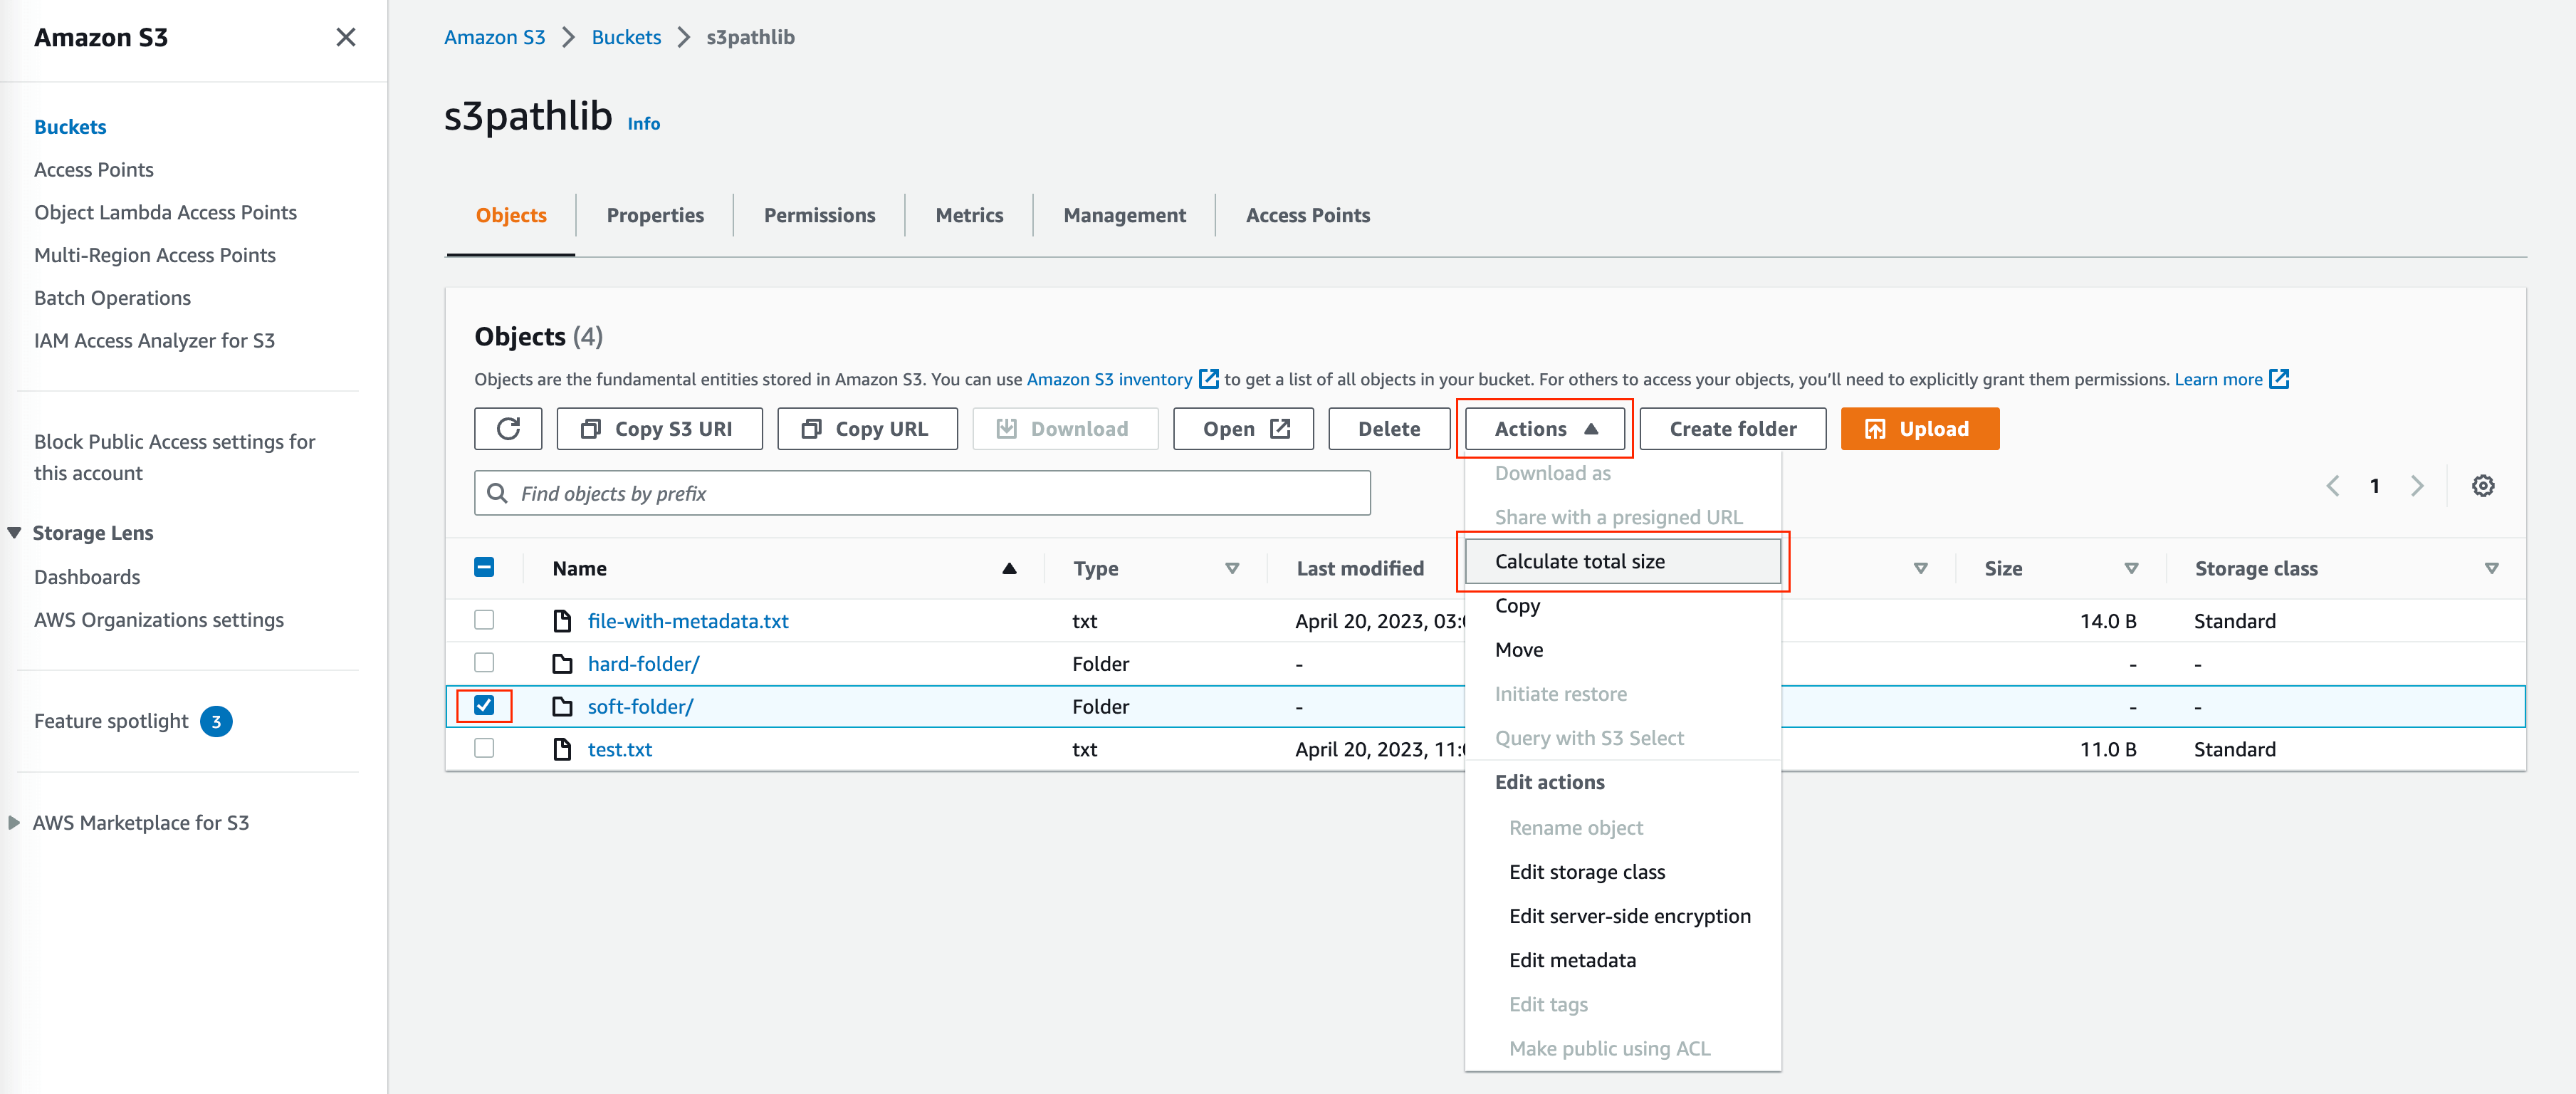 Amazon S3
Buckets
Access Points
Object Lambda Access Points
Multi-Region Access Points
Batch Operations
IAM Access Analyzer for S3
Block Public Access settings for
this account
Storage Lens
Dashboards
AWS Organizations settings
Feature spotlight 3
AWS Marketplace for S3
Amazon S3 Buckets s3pathlib
s3pathlib Info
Objects Properties Permissions Metrics Management Access Points
Objects (4)
Objects are the fundamental entities stored in Amazon S3. You can use Amazon S3 inventory to get a list of all objects in your bucket. For others to access your objects, you'll need to explicitly grant them permissions. Learn more
Copy S3 URI Copy URL Download Open Delete Actions Create folder Upload
Find objects by prefix
1
Name Type Last modified Size Storage class
file-with-metadata.txt txt April 20, 2023, 03: 14.0 B Standard
hard-folder/ Folder - - -
soft-folder/ Folder - - -
test.txt txt April 20, 2023, 11: 11.0 B Standard
Download as
Share with a presigned URL
Calculate total size
Copy
Move
Initiate restore
Query with S3 Select
Edit actions
Rename object
Edit storage class
Edit server-side encryption
Edit metadata
Edit tags
Make public using ACL